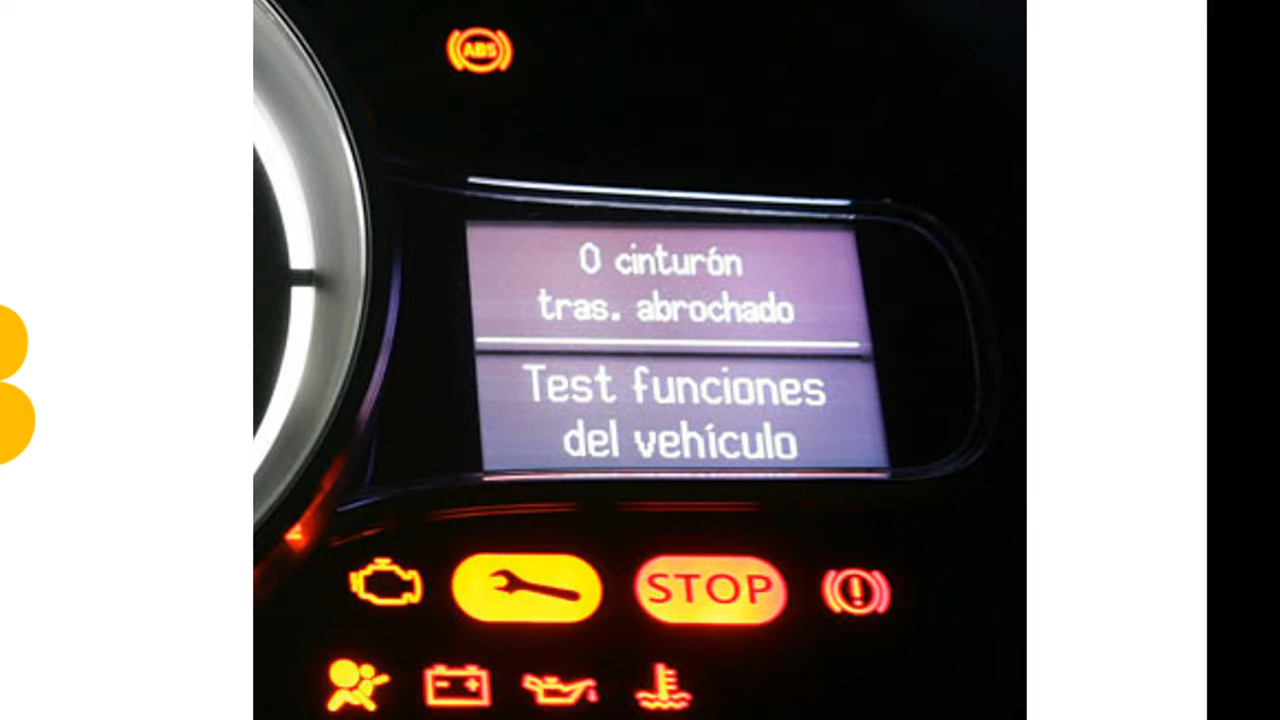 ABS
0 cinturón
tras. abrochado
Test funciones
del vehículo
STOP